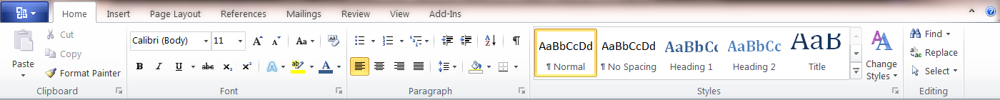 Home Insert Page Layout References Mailings Review View Add-Ins
Paste
Cut
Copy
Format Painter
Clipboard
Calibri (Body) 11 A A Aa
B I U abc x₂ x² A ab A
Font
A Z ¶
Paragraph
AaBbCcDd AaBbCcDd AaBbCc AaBbCc AaB
¶ Normal ¶ No Spacing Heading 1 Heading 2 Title
Styles
A A
Change
Styles
Find
ab ac Replace
Select
Editing